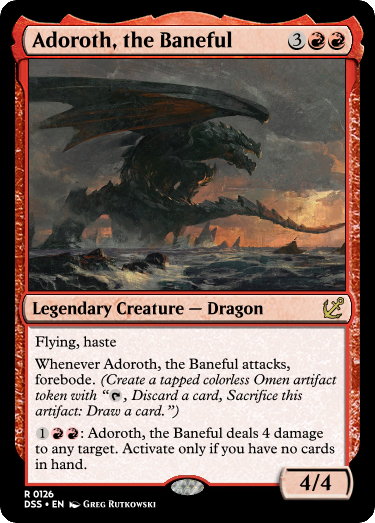 Adoroth, the Baneful 3
Legendary Creature — Dragon
Flying, haste
Whenever Adoroth, the Baneful attacks,
forebode. (Create a tapped colorless Omen artifact
token with “, Discard a card, Sacrifice this
artifact: Draw a card.”)
1: Adoroth, the Baneful deals 4 damage
to any target. Activate only if you have no cards
in hand.
4/4
R 0126
DSS • EN Greg Rutkowski